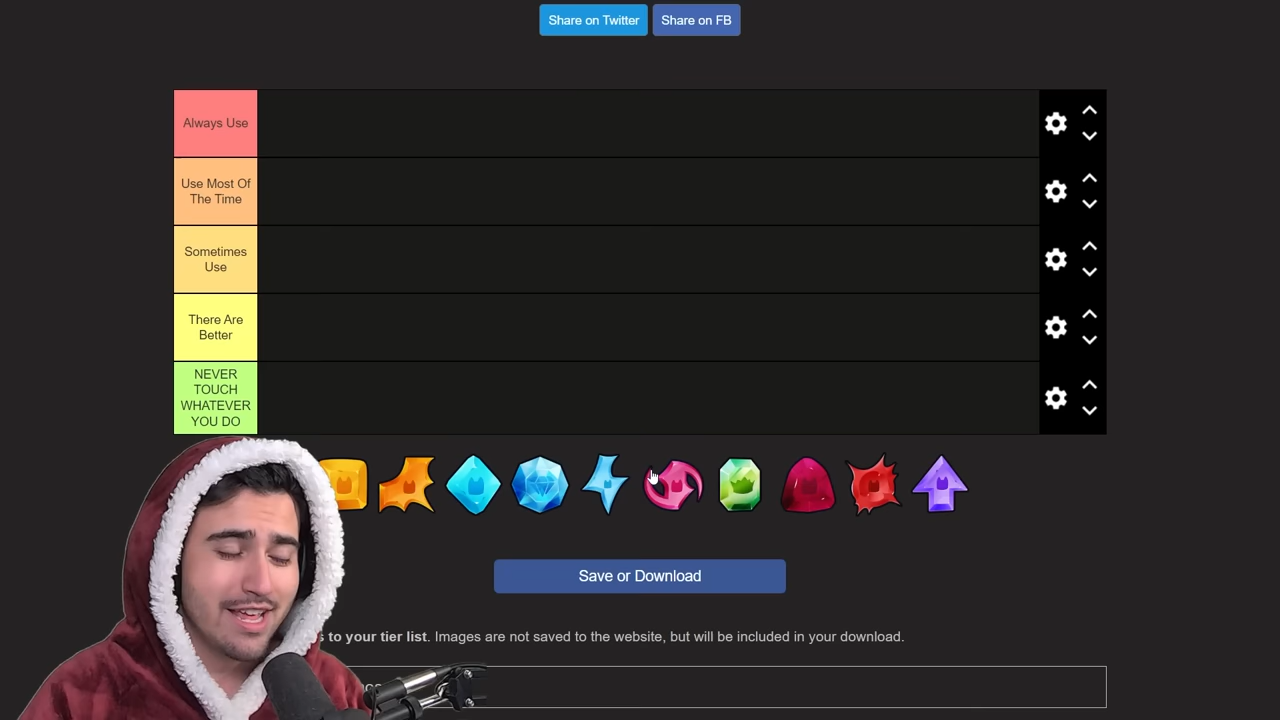 Share on Twitter
Share on FB
Always Use
Use Most Of
The Time
Sometimes
Use
There Are
Better
NEVER
TOUCH
WHATEVER
YOU DO
Save or Download
to your tier list. Images are not saved to the website, but will be included in your download.